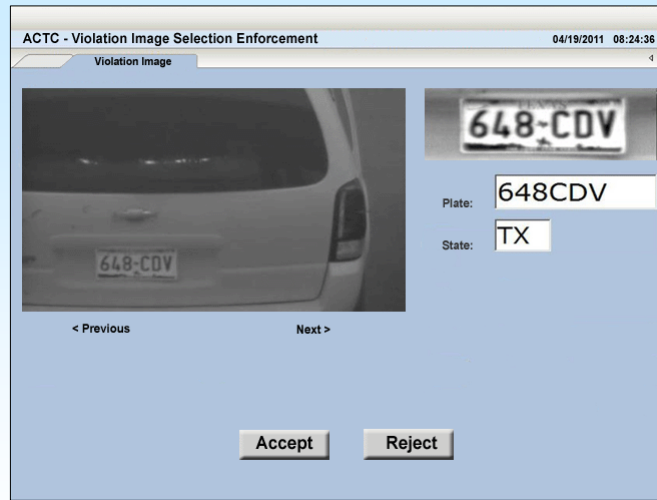 ACTC - Violation Image Selection Enforcement
04/19/2011 08:24:36
Violation Image
TEXAS
648-CDV
648-CDV
Plate: 648CDV
State: TX
< Previous
Next >
Accept
Reject